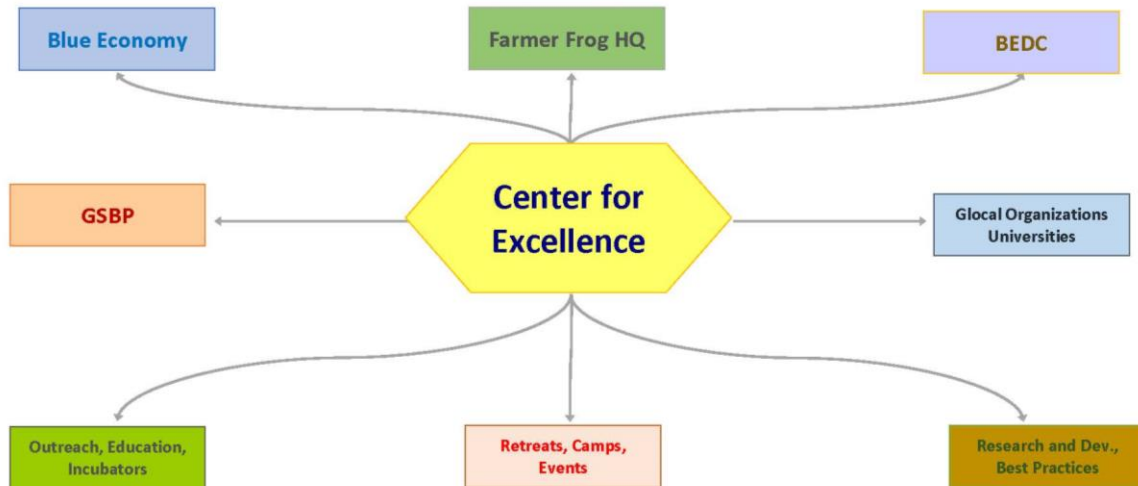 Blue Economy
Farmer Frog HQ
BEDC
Center for
Excellence
GSBP
Glocal Organizations
Universities
Outreach, Education,
Incubators
Retreats, Camps,
Events
Research and Dev.,
Best Practices